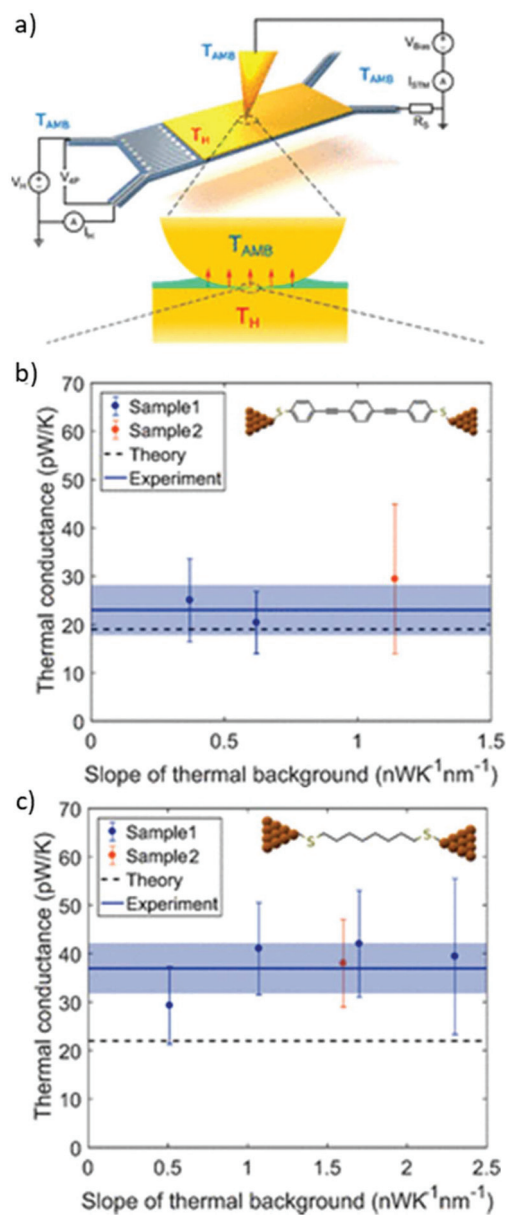 a)
T_AMB
V_Bias
T_AMB
I_STM
A
T_AMB
R_S
T_H
V_H
V_4P
A
I_H
T_AMB
T_H
b)
70
60
50
40
30
20
10
0
Thermal conductance (pW/K)
Sample1
Sample2
Theory
Experiment
S
S
0
0.5
1
1.5
Slope of thermal background (nWK⁻¹nm⁻¹)
c)
70
60
50
40
30
20
10
0
Thermal conductance (pW/K)
Sample1
Sample2
Theory
Experiment
S
S
0
0.5
1
1.5
2
2.5
Slope of thermal background (nWK⁻¹nm⁻¹)